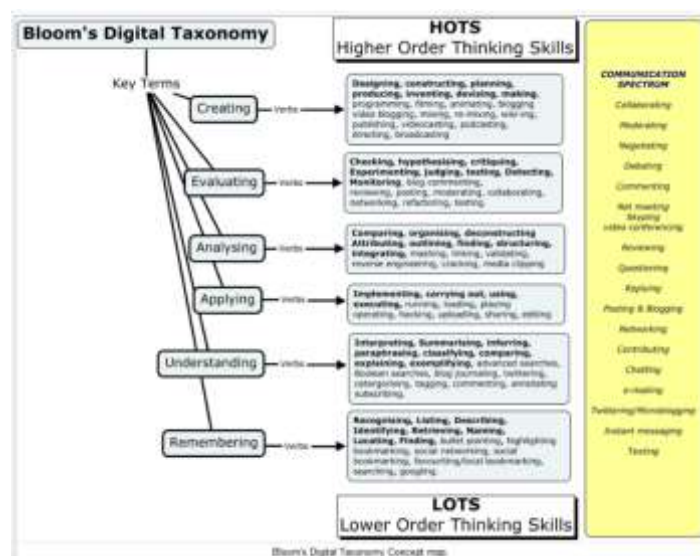 Bloom's Digital Taxonomy
HOTS
Higher Order Thinking Skills
Key Terms
Creating
Verbs
Designing, constructing, planning,
producing, inventing, devising, making,
programming, filming, animating, blogging
video blogging, mixing, re-mixing, wiki-ing,
publishing, videocasting, podcasting,
directing, broadcasting
Evaluating
Verbs
Checking, hypothesising, critiquing,
Experimenting, judging, testing, Detecting,
Monitoring, blog commenting,
reviewing, posting, moderating, collaborating,
networking, refactoring, testing
Analysing
Verbs
Comparing, organising, deconstructing
Attributing, outlining, finding, structuring,
integrating, mashing, linking, validating,
reverse engineering, cracking, media clipping
Applying
Verbs
Implementing, carrying out, using,
executing, running, loading, playing
operating, hacking, uploading, sharing, editing
Understanding
Verbs
Interpreting, Summarising, inferring,
paraphrasing, classifying, comparing,
explaining, exemplifying, advanced searches,
Boolean searches, blog journaling, twittering,
categorising, tagging, commenting, annotating
subscribing.
Remembering
Verbs
Recognising, Listing, Describing,
Identifying, Retrieving, Naming,
Locating, Finding, bullet pointing, highlighting
bookmarking, social networking, social
bookmarking, favouriting/local bookmarking,
searching, googling
LOTS
Lower Order Thinking Skills
COMMUNICATION
SPECTRUM
Collaborating
Moderating
Negotiating
Debating
Commenting
Net meeting
Skyping
video conferencing
Reviewing
Questioning
Replying
Posting & Blogging
Networking
Contributing
Chatting
e-mailing
Twittering/Microblogging
Instant messaging
Texting
Bloom's Digital Taxonomy Concept map.